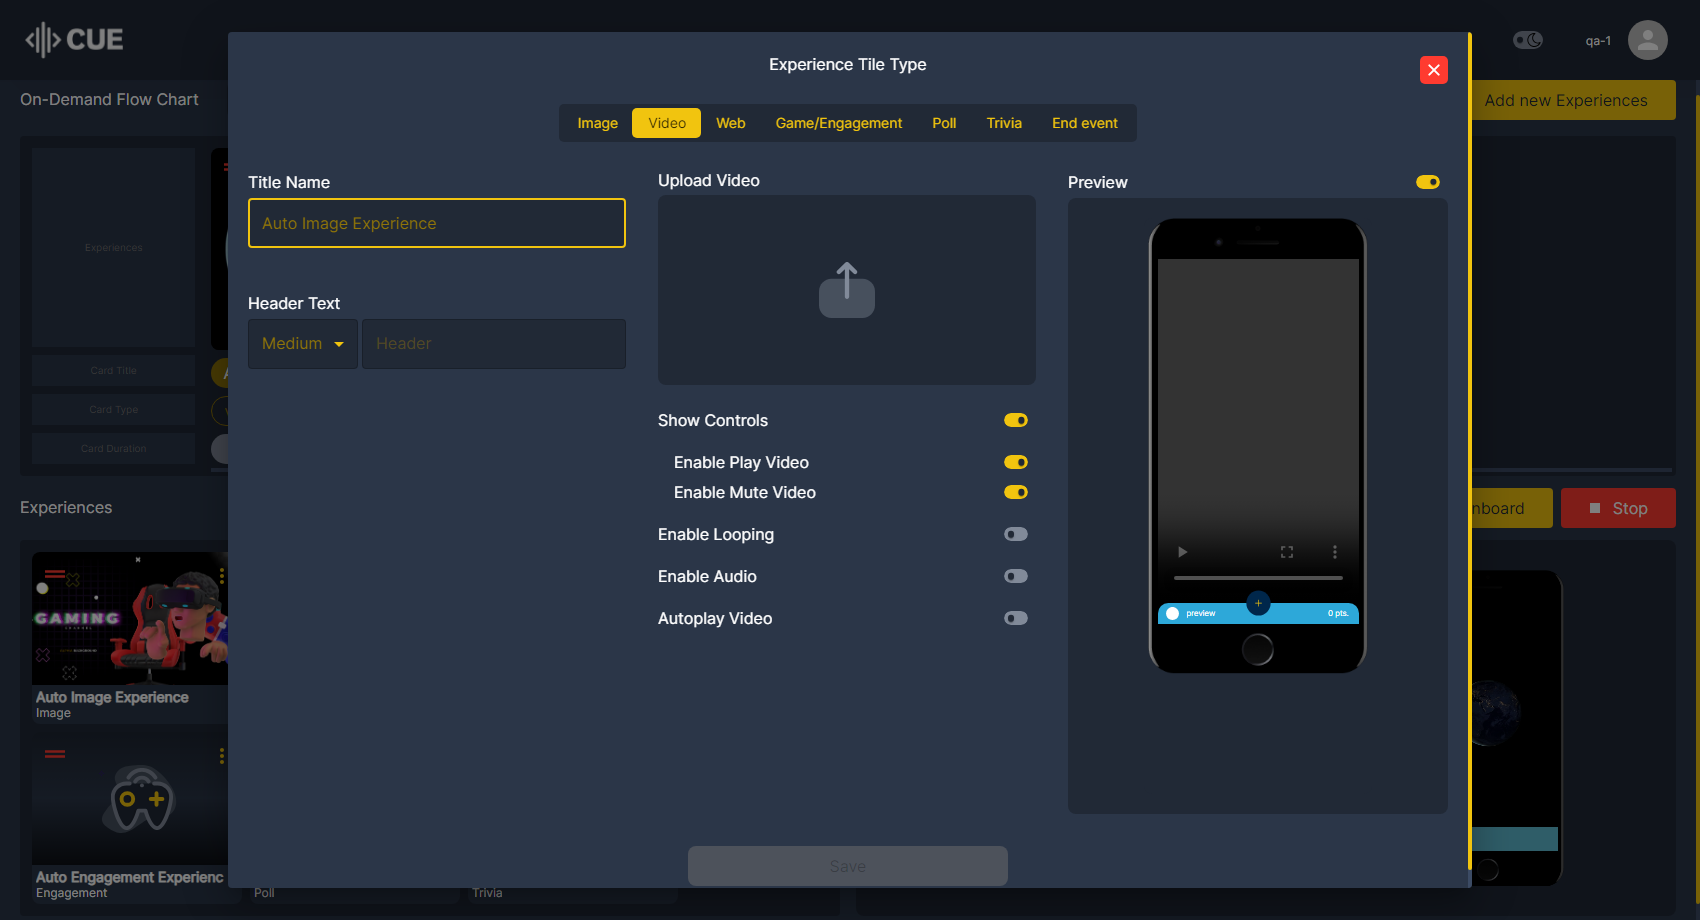 CUE
qa-1
On-Demand Flow Chart
Add new Experiences
Experience Tile Type
Image
Video
Web
Game/Engagement
Poll
Trivia
End event
Title Name
Auto Image Experience
Header Text
Medium
Header
Upload Video
Show Controls
Enable Play Video
Enable Mute Video
Enable Looping
Enable Audio
Autoplay Video
Preview
preview
0 pts.
Save
Experiences
Card Title
Card Type
Card Duration
Experiences
Stop
GAMING
Auto Image Experience
Image
Auto Engagement Experienc
Engagement
Poll
Trivia